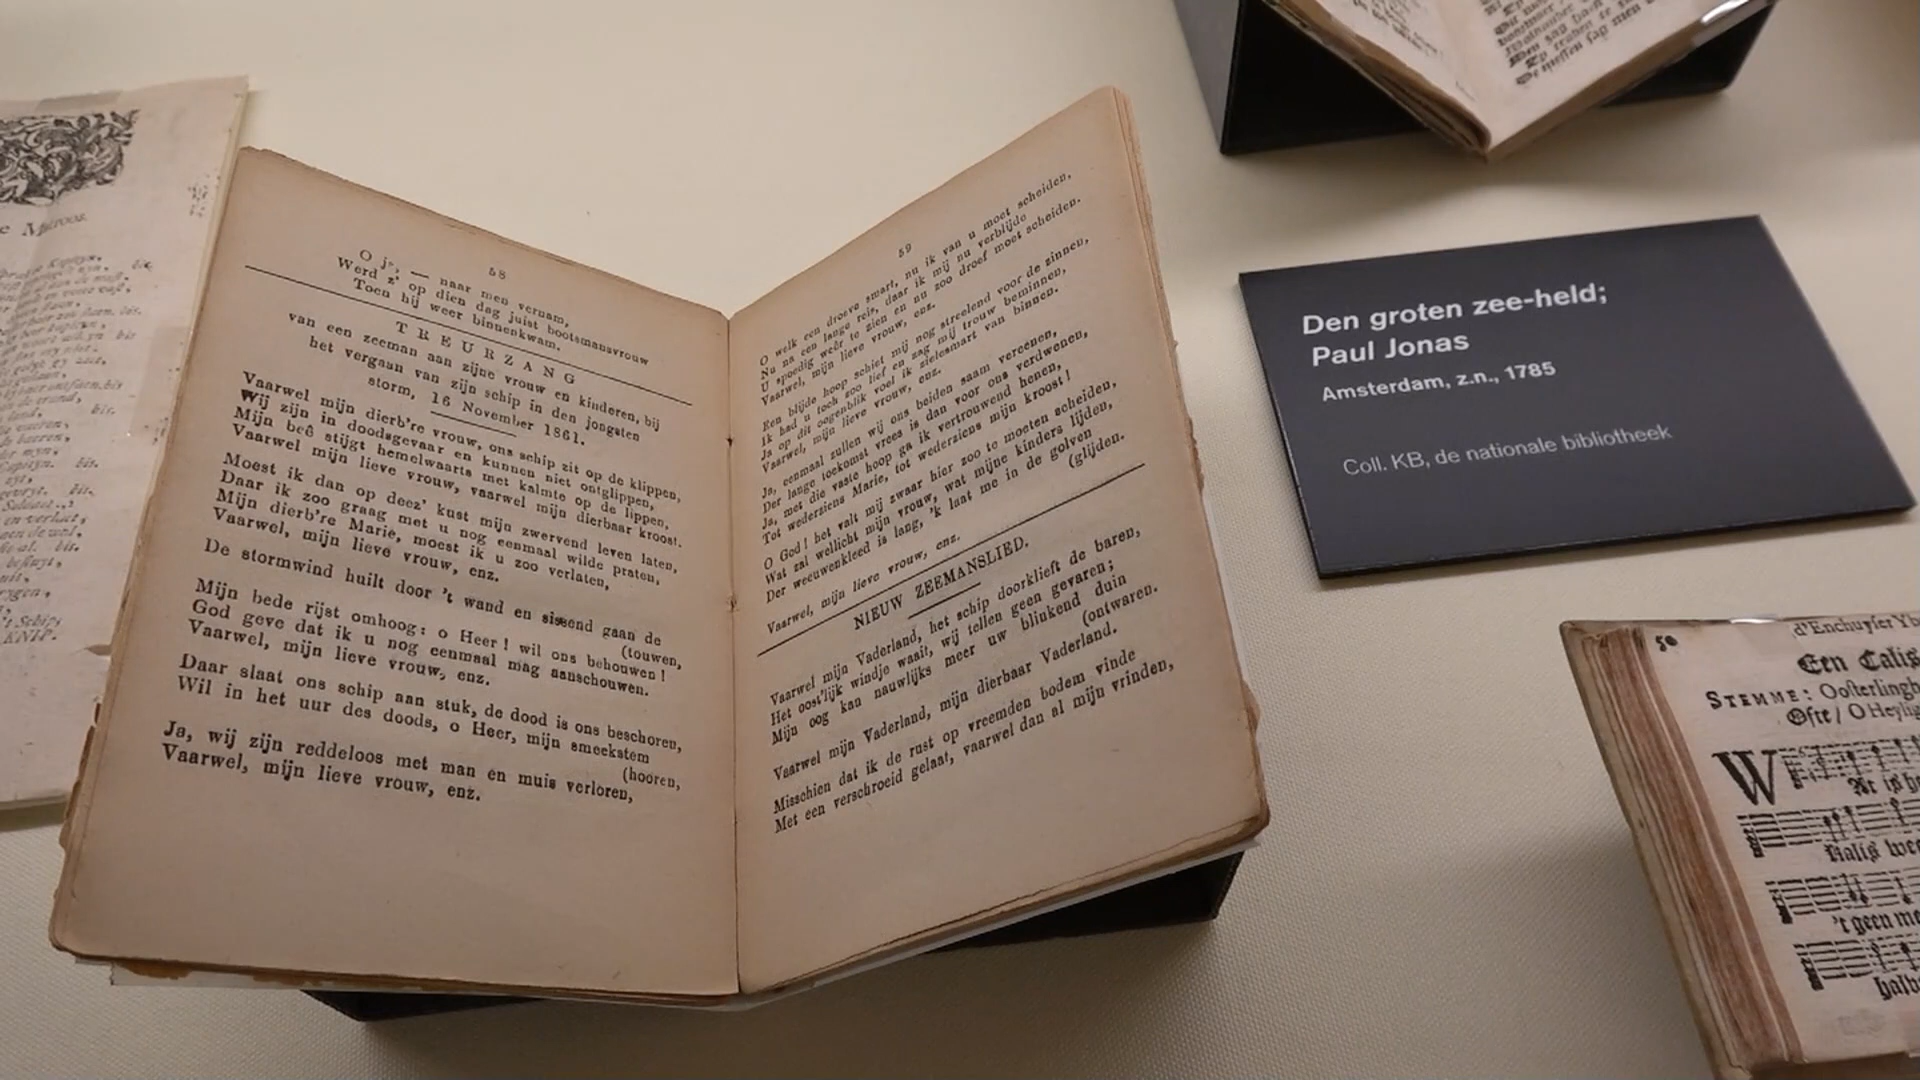 58
O ja, — naar men vernam,
Werd z' op dien dag juist bootsmansvrouw
Toen hij weer binnenkwam.
TREURZANG
van een zeeman aan zijne vrouw en kinderen, bij
het vergaan van zijn schip in den jongsten
storm, 16 November 1861.
Vaarwel mijn dierb're vrouw, ons schip zit op de klippen,
Wij zijn in doodsgevaar en kunnen niet ontglippen,
Mijn beê stijgt hemelwaarts met kalmte op de lippen,
Vaarwel mijn lieve vrouw, vaarwel mijn dierbaar kroost.
Moest ik dan op deez' kust mijn zwervend leven laten,
Daar ik zoo graag met u nog eenmaal wilde praten,
Mijn dierb're Marie, moest ik u zoo verlaten,
Vaarwel, mijn lieve vrouw, enz.
De stormwind huilt door 't wand en sissend gaan de
(touwen,
Mijn bede rijst omhoog: o Heer! wil ons behouwen!
God geve dat ik u nog eenmaal mag aanschouwen.
Vaarwel, mijn lieve vrouw, enz.
Daar slaat ons schip aan stuk, de dood is ons beschoren,
Wil in het uur des doods, o Heer, mijn smeekstem
(hooren,
Ja, wij zijn reddeloos met man en muis verloren,
Vaarwel, mijn lieve vrouw, enz.
59
O welk een droeve smart, nu ik van u moet scheiden,
Nu na een lange reis, daar ik mij nu verblijde
U spoedig weêr te zien en nu zoo droef moet scheiden.
Vaarwel, mijn lieve vrouw, enz.
Een blijde hoop schiet mij nog streelend voor de zinnen,
Ik had u toch zoo lief en zag mij trouw beminnen,
Ja op dit oogenblik voel ik zielesmart van binnen.
Vaarwel, mijn lieve vrouw, enz.
Ja, eenmaal zullen wij ons beiden saam vereenen,
Der lange toekomst vrees is dan voor ons verdwenen,
Ja, met die vaste hoop ga ik vertrouwend henen,
Tot wederziens Marie, tot wederziens mijn kroost!
O God! het valt mij zwaar hier zoo te moeten scheiden,
Wat zal wellicht mijn vrouw, wat mijne kinders lijden,
Der weeuwenkleed is lang, 'k laat me in de golven
(glijden.
Vaarwel, mijn lieve vrouw, enz.
NIEUW ZEEMANSLIED.
Vaarwel mijn Vaderland, het schip doorklieft de baren,
Het oost'lijk windje waait, wij tellen geen gevaren;
Mijn oog kan nauwlijks meer uw blinkend duin
(ontwaren.
Vaarwel mijn Vaderland, mijn dierbaar Vaderland.
Misschien dat ik de rust op vreemden bodem vinde
Met een verschroeid gelaat, vaarwel dan al mijn vrinden,
Den groten zee-held;
Paul Jonas
Amsterdam, z.n., 1785
Coll. KB, de nationale bibliotheek
50
d'Enchuyser Yb
Een Calis
STEMME: Oosterlingh
Ofte / O Heylig
't geen me